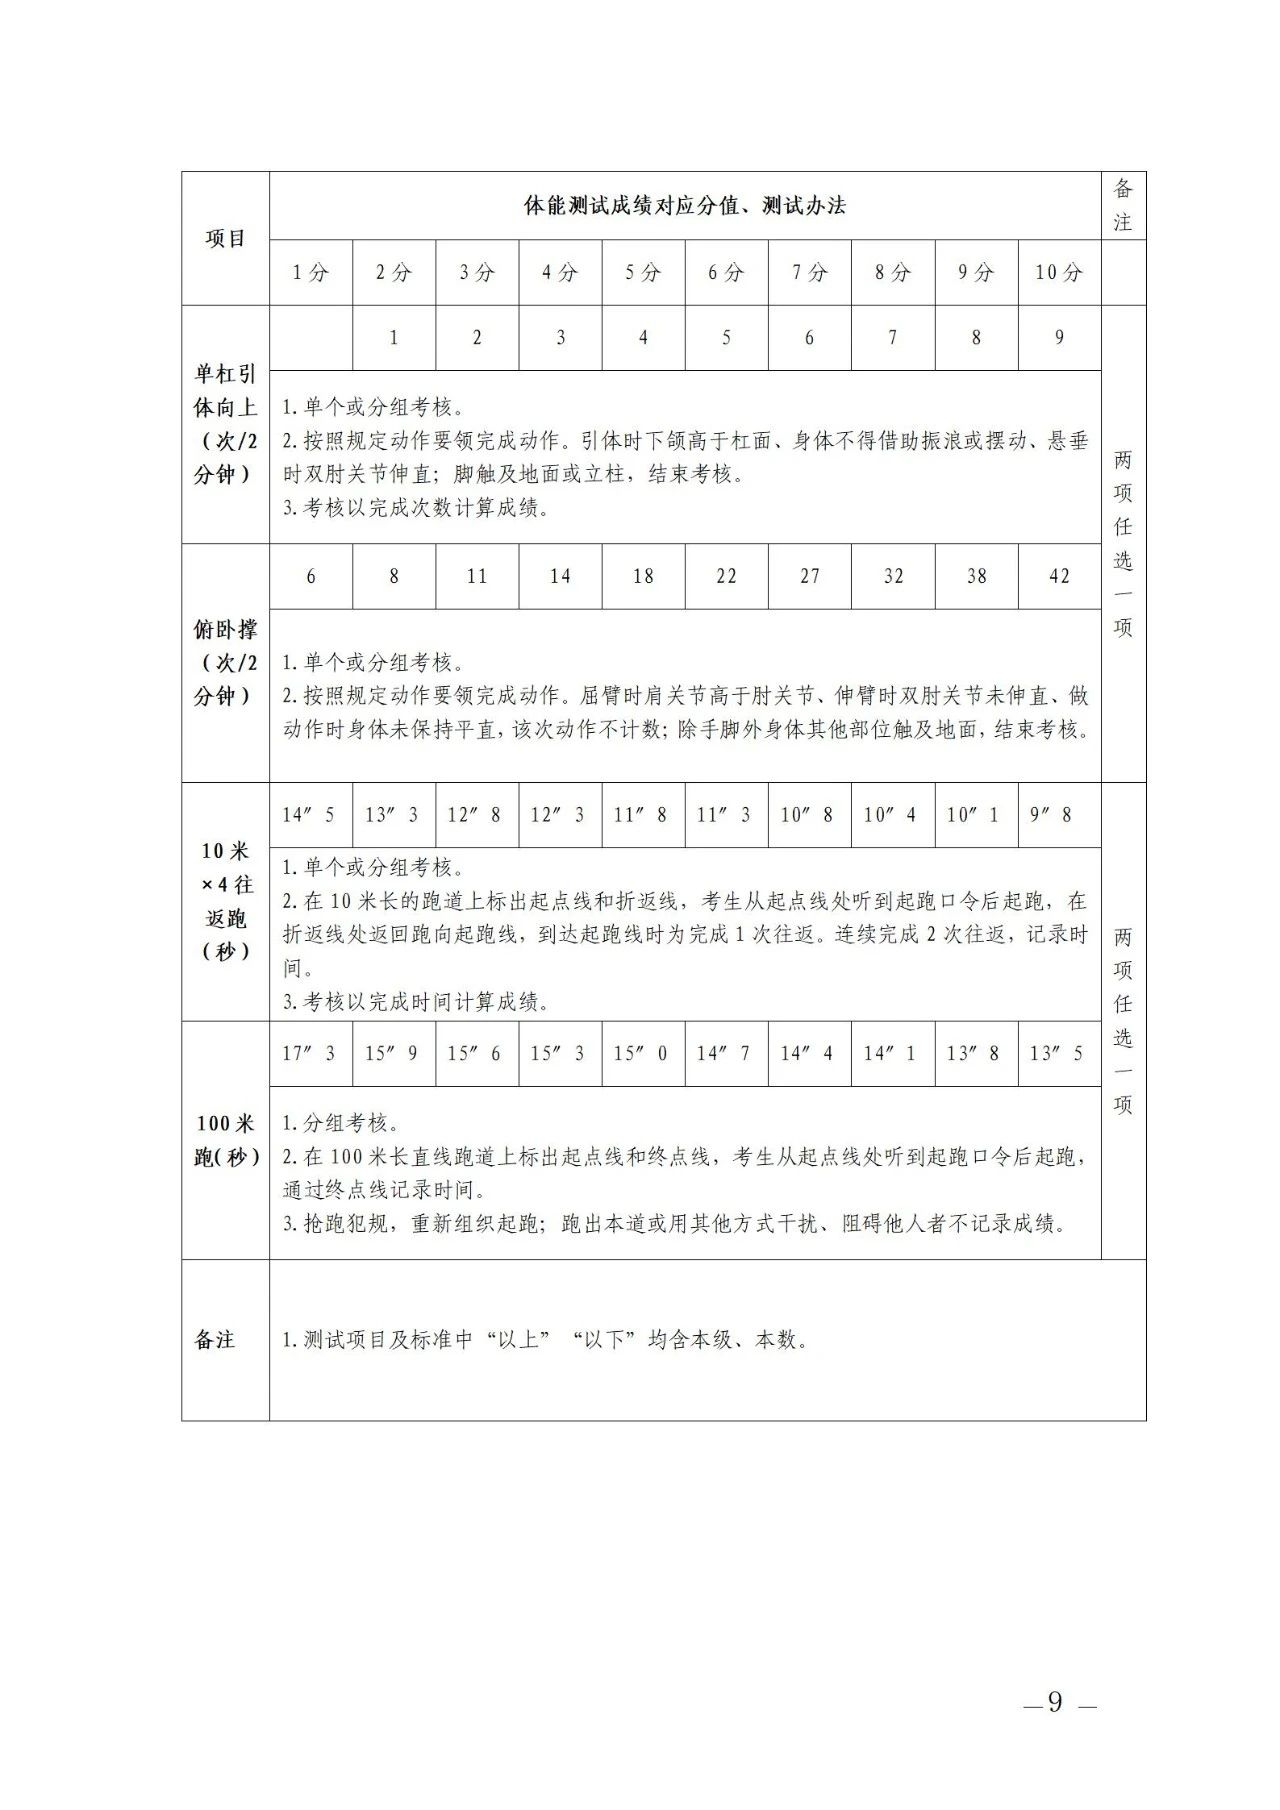 项目
体能测试成绩对应分值、测试办法
备
注
1分 2分 3分 4分 5分 6分 7分 8分 9分 10分
单杠引
体向上
（次/2
分钟）
1 2 3 4 5 6 7 8 9
1.单个或分组考核。
2.按照规定动作要领完成动作。引体时下颌高于杠面、身体不得借助振浪或摆动、悬垂
时双肘关节伸直；脚触及地面或立柱，结束考核。
3.考核以完成次数计算成绩。
两
项
任
选
一
项
俯卧撑
（次/2
分钟）
6 8 11 14 18 22 27 32 38 42
1.单个或分组考核。
2.按照规定动作要领完成动作。屈臂时肩关节高于肘关节、伸臂时双肘关节未伸直、做
动作时身体未保持平直，该次动作不计数；除手脚外身体其他部位触及地面，结束考核。
10米
×4往
返跑
（秒）
14″5 13″3 12″8 12″3 11″8 11″3 10″8 10″4 10″1 9″8
1.单个或分组考核。
2.在10米长的跑道上标出起点线和折返线，考生从起点线处听到起跑口令后起跑，在
折返线处返回跑向起跑线，到达起跑线时为完成1次往返。连续完成2次往返，记录时
间。
3.考核以完成时间计算成绩。
两
项
任
选
一
项
100米
跑（秒）
17″3 15″9 15″6 15″3 15″0 14″7 14″4 14″1 13″8 13″5
1.分组考核。
2.在100米长直线跑道上标出起点线和终点线，考生从起点线处听到起跑口令后起跑，
通过终点线记录时间。
3.抢跑犯规，重新组织起跑；跑出本道或用其他方式干扰、阻碍他人者不记录成绩。
备注
1.测试项目及标准中“以上”“以下”均含本级、本数。
—9 —